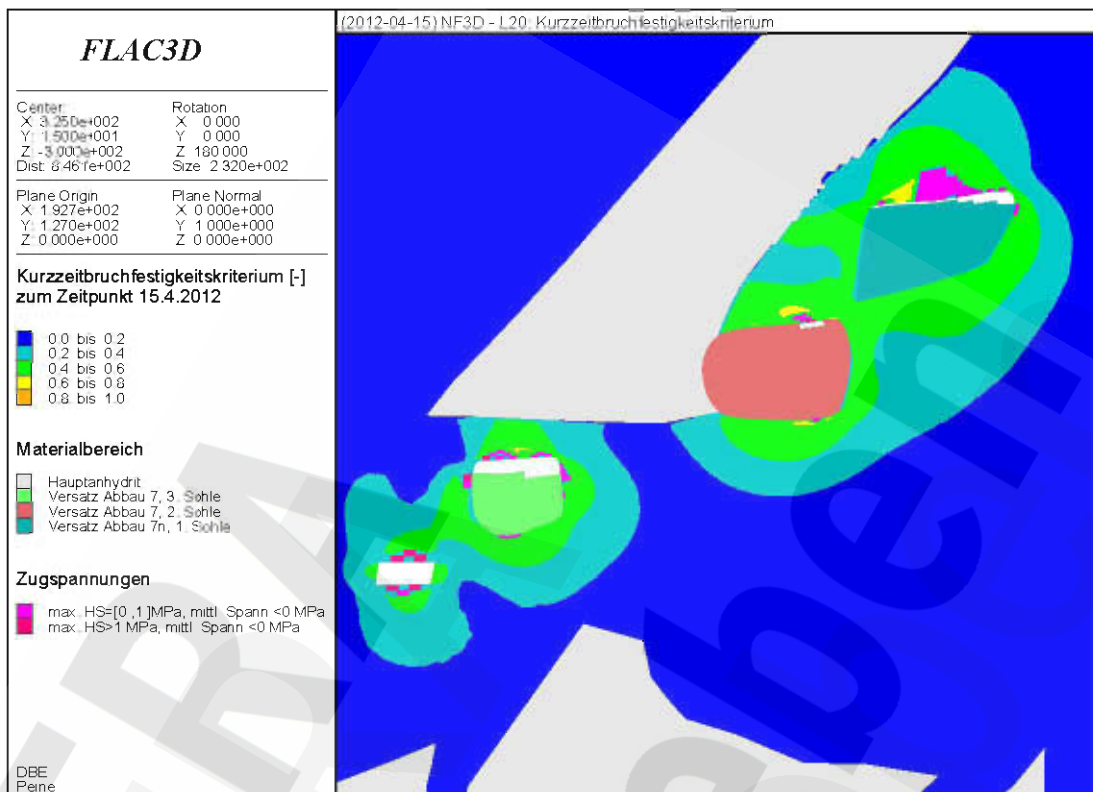 (2012-04-15) NF3D - L20: Kurzzeitbruchfestigkeitskriterium
FLAC3D
Center:
X: 3.250e+002
Y: 1.500e+001
Z: -3.000e+002
Dist: 8.461e+002
Rotation
X: 0.000
Y: 0.000
Z: 180.000
Size: 2.320e+002
Plane Origin
X: 1.927e+002
Y: 1.270e+002
Z: 0.000e+000
Plane Normal
X: 0.000e+000
Y: 1.000e+000
Z: 0.000e+000
Kurzzeitbruchfestigkeitskriterium [-]
zum Zeitpunkt 15.4.2012
0.0 bis 0.2
0.2 bis 0.4
0.4 bis 0.6
0.6 bis 0.8
0.8 bis 1.0
Materialbereich
Hauptanhydrit
Versatz Abbau 7, 3. Sohle
Versatz Abbau 7, 2. Sohle
Versatz Abbau 7n, 1. Sohle
Zugspannungen
max. HS=[0 ,1 ]MPa, mittl. Spann <0 MPa
max. HS>1 MPa, mittl. Spann <0 MPa
DBE
Peine